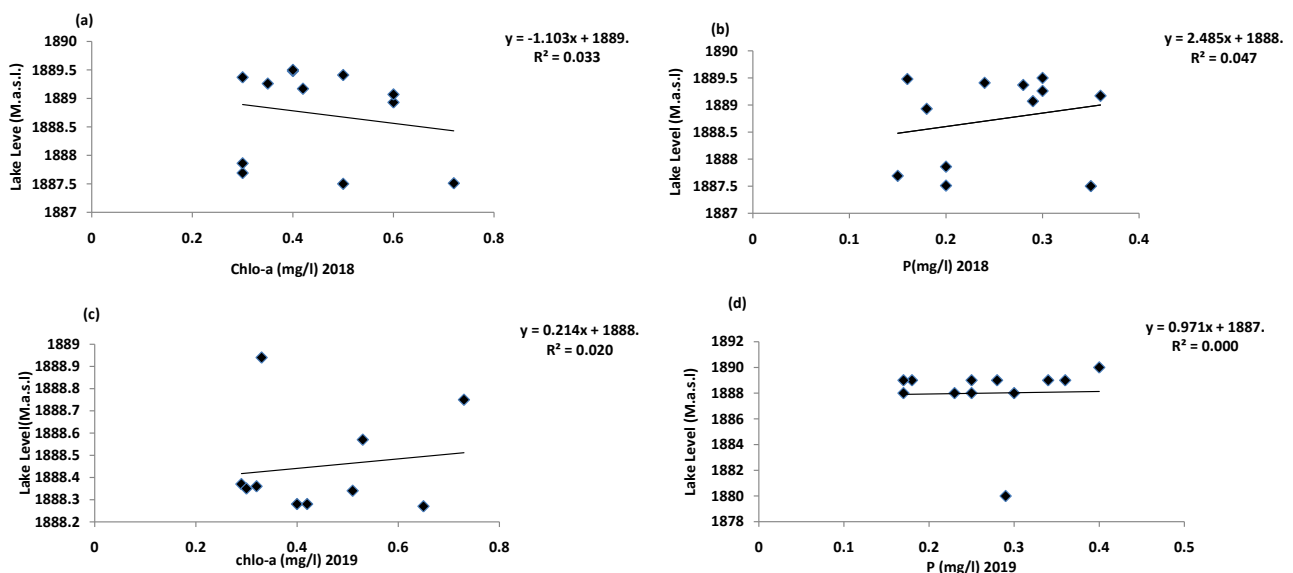 (a)
y = -1.103x + 1889.
R² = 0.033
Lake Leve (M.a.s.l.)
1890
1889.5
1889
1888.5
1888
1887.5
1887
0
0.2
0.4
0.6
0.8
Chlo-a (mg/l) 2018
(b)
y = 2.485x + 1888.
R² = 0.047
Lake Level (M.a.s.l)
1890
1889.5
1889
1888.5
1888
1887.5
1887
0
0.1
0.2
0.3
0.4
P(mg/l) 2018
(c)
y = 0.214x + 1888.
R² = 0.020
Lake Level(M.a.s.l)
1889
1888.9
1888.8
1888.7
1888.6
1888.5
1888.4
1888.3
1888.2
0
0.2
0.4
0.6
0.8
chlo-a (mg/l) 2019
(d)
y = 0.971x + 1887.
R² = 0.000
Lake Level (M.a.s.l)
1892
1890
1888
1886
1884
1882
1880
1878
0
0.1
0.2
0.3
0.4
0.5
P (mg/l) 2019